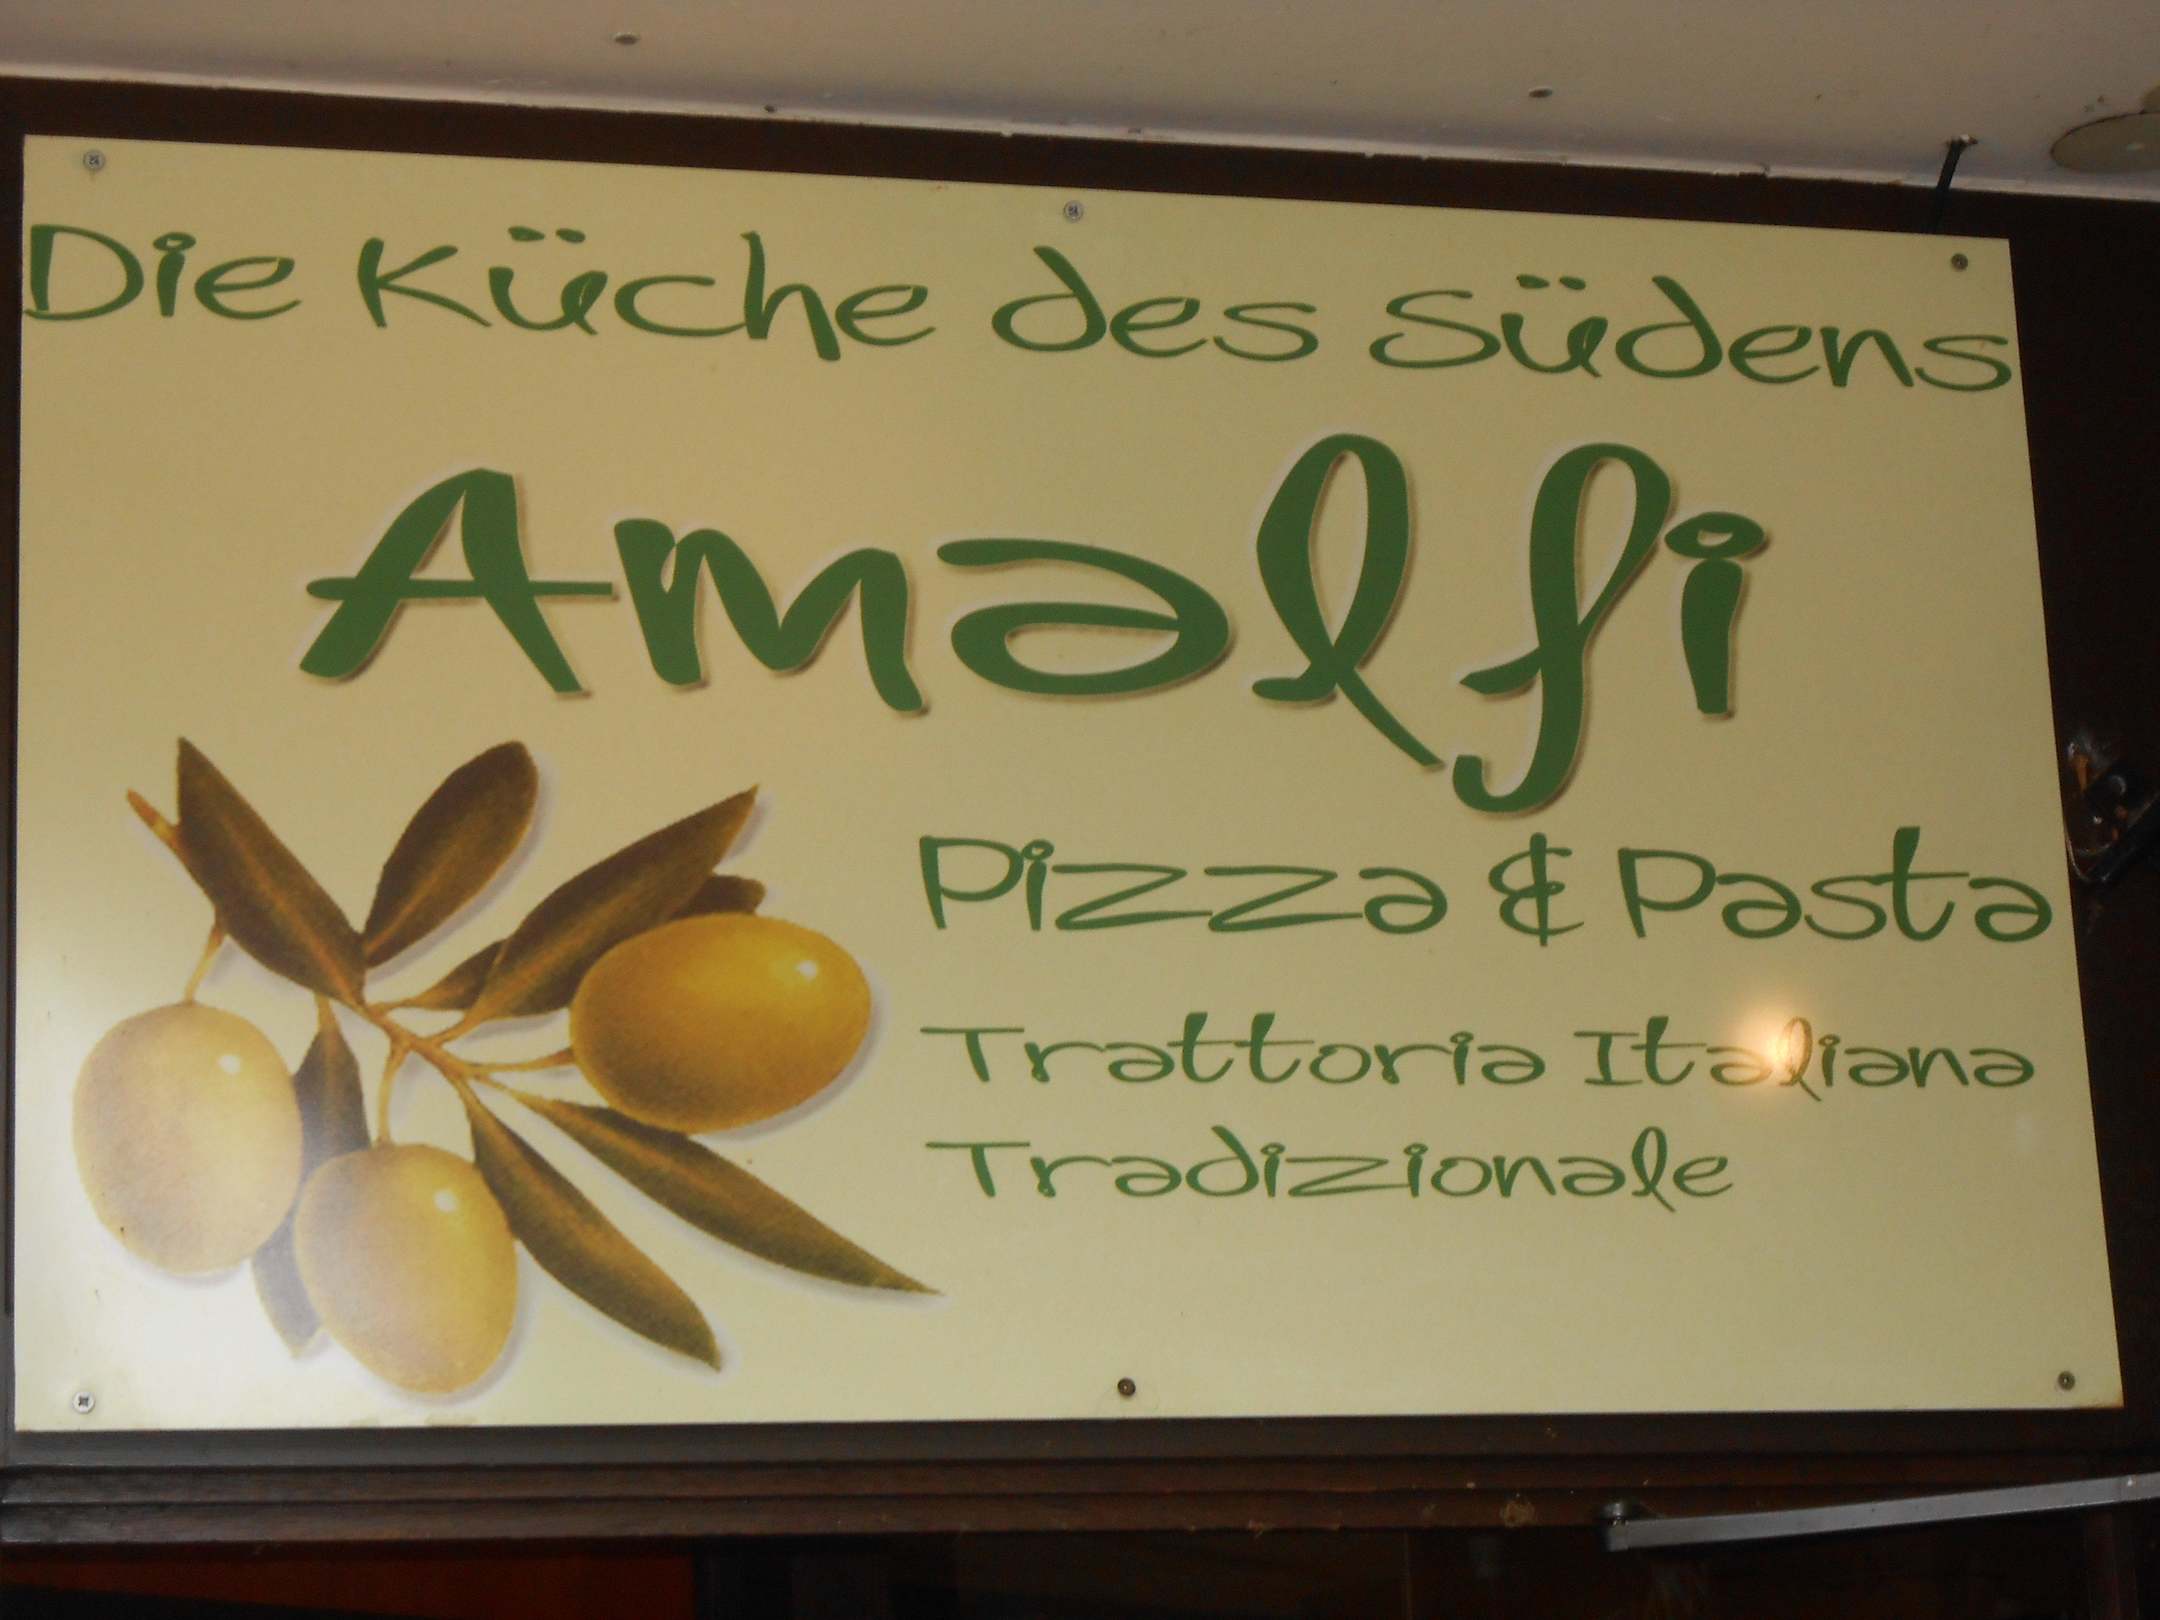 Die Küche des Südens
Amalfi
Pizza & Pasta
Trattoria Italiana
Tradizionale